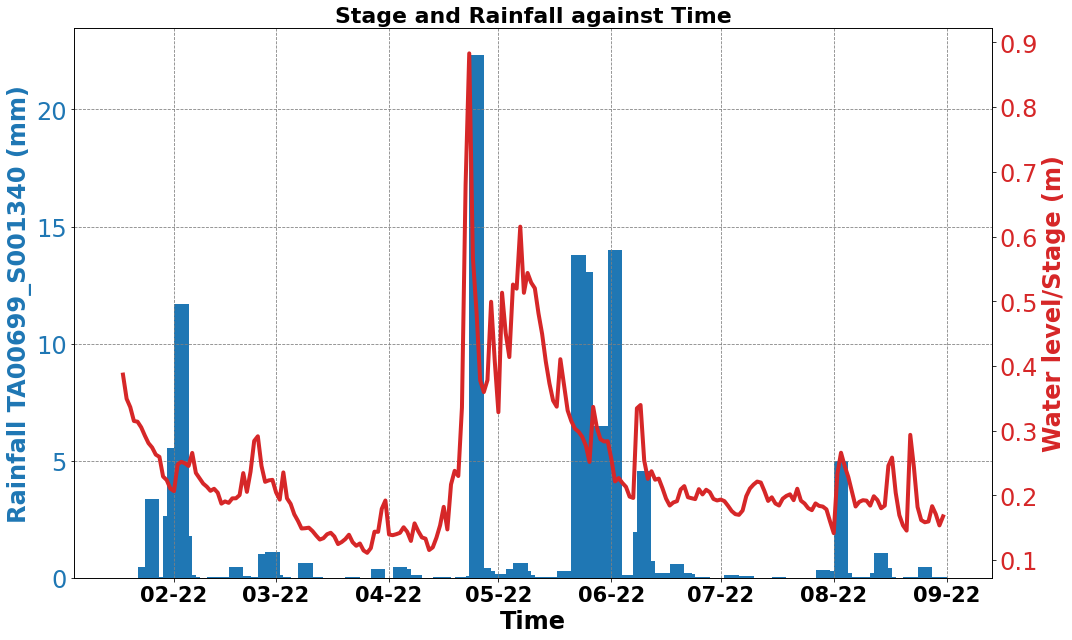 Stage and Rainfall against Time
Rainfall TA00699_S001340 (mm)
20
15
10
5
0
0.9
0.8
0.7
0.6
0.5
0.4
0.3
0.2
0.1
Water level/Stage (m)
02-22 03-22 04-22 05-22 06-22 07-22 08-22 09-22
Time